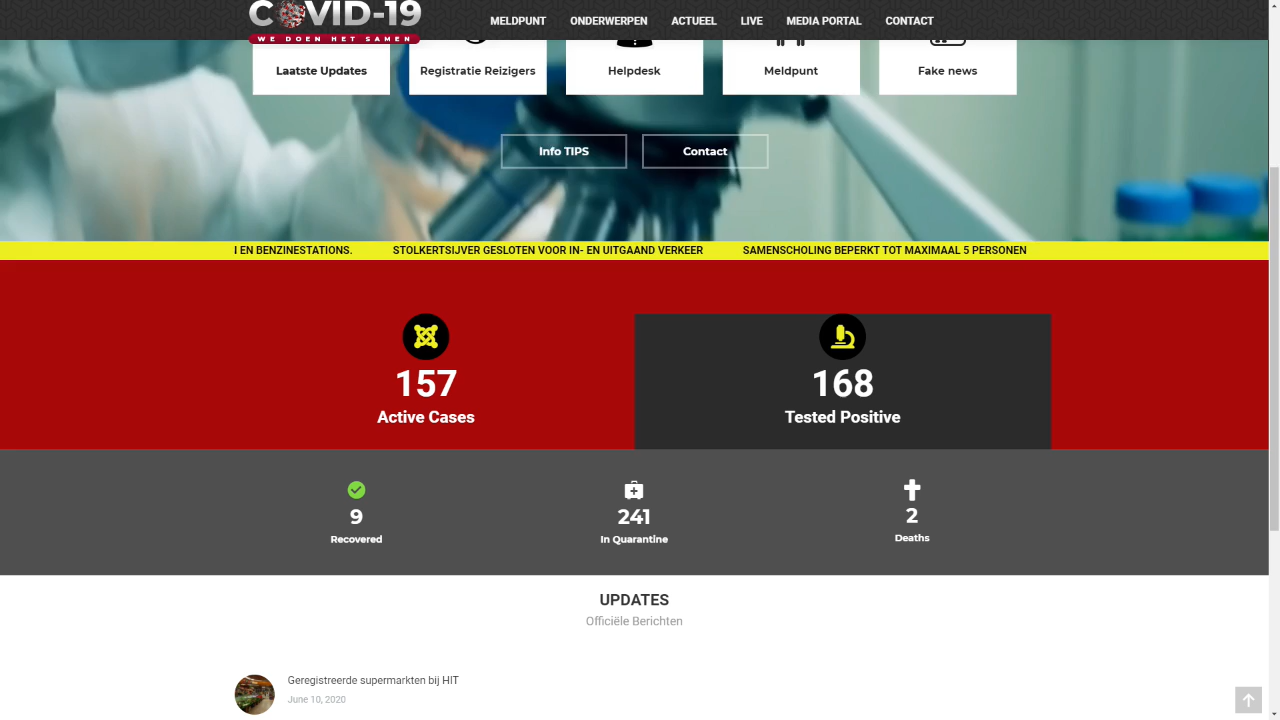 COVID-19
WE DOEN HET SAMEN
MELDPUNT ONDERWERPEN ACTUEEL LIVE MEDIA PORTAL CONTACT
Laatste Updates
Registratie Reizigers
Helpdesk
Meldpunt
Fake news
Info TIPS
Contact
I EN BENZINESTATIONS. STOLKERTSIJVER GESLOTEN VOOR IN- EN UITGAAND VERKEER SAMENSCHOLING BEPERKT TOT MAXIMAAL 5 PERSONEN
157
Active Cases
168
Tested Positive
9
Recovered
241
In Quarantine
2
Deaths
UPDATES
Officiële Berichten
Geregistreerde supermarkten bij HIT
June 10, 2020